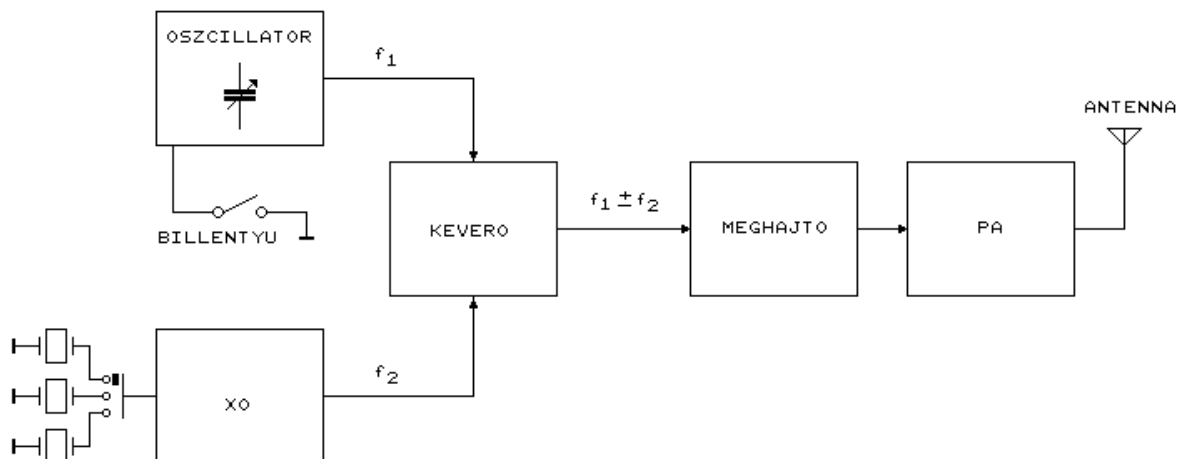 OSZCILLATOR
f1
ANTENNA
BILLENTYU
KEVERO
f1 ± f2
MEGHAJTO
PA
f2
XO